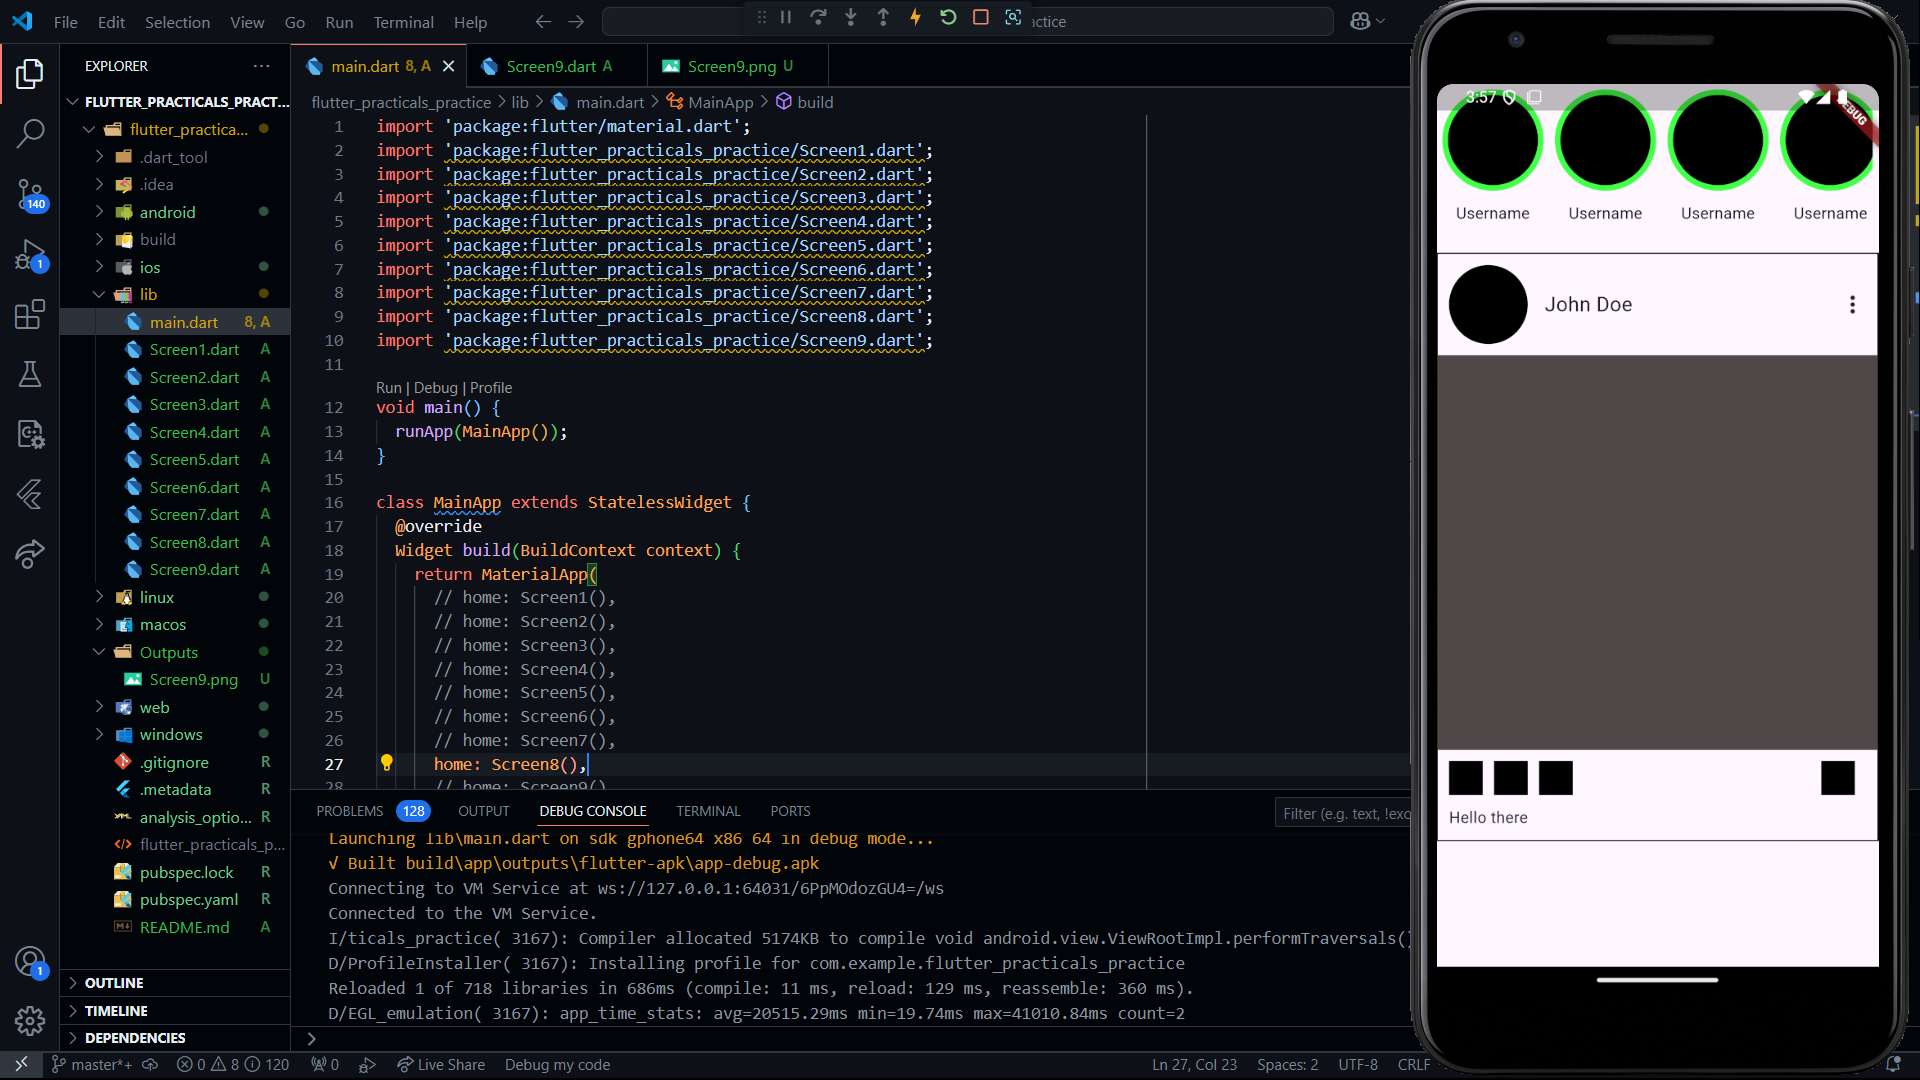 File Edit Selection View Go Run Terminal Help
actice
EXPLORER
FLUTTER_PRACTICALS_PRACT...
flutter_practica...
.dart_tool
.idea
android
build
ios
lib
main.dart 8, A
Screen1.dart A
Screen2.dart A
Screen3.dart A
Screen4.dart A
Screen5.dart A
Screen6.dart A
Screen7.dart A
Screen8.dart A
Screen9.dart A
linux
macos
Outputs
Screen9.png U
web
windows
.gitignore R
.metadata R
analysis_optio... R
flutter_practicals_p...
pubspec.lock R
pubspec.yaml R
README.md A
OUTLINE
TIMELINE
DEPENDENCIES
140
1
1
main.dart 8, A
Screen9.dart A
Screen9.png U
flutter_practicals_practice > lib > main.dart > MainApp > build
1 import 'package:flutter/material.dart';
2 import 'package:flutter_practicals_practice/Screen1.dart';
3 import 'package:flutter_practicals_practice/Screen2.dart';
4 import 'package:flutter_practicals_practice/Screen3.dart';
5 import 'package:flutter_practicals_practice/Screen4.dart';
6 import 'package:flutter_practicals_practice/Screen5.dart';
7 import 'package:flutter_practicals_practice/Screen6.dart';
8 import 'package:flutter_practicals_practice/Screen7.dart';
9 import 'package:flutter_practicals_practice/Screen8.dart';
10 import 'package:flutter_practicals_practice/Screen9.dart';
11
Run | Debug | Profile
12 void main() {
13 runApp(MainApp());
14 }
15
16 class MainApp extends StatelessWidget {
17 @override
18 Widget build(BuildContext context) {
19 return MaterialApp(
20 // home: Screen1(),
21 // home: Screen2(),
22 // home: Screen3(),
23 // home: Screen4(),
24 // home: Screen5(),
25 // home: Screen6(),
26 // home: Screen7(),
27 home: Screen8(),
28 // home: Screen9()
PROBLEMS 128 OUTPUT DEBUG CONSOLE TERMINAL PORTS
Filter (e.g. text, !exc
Launching lib\main.dart on sdk gphone64 x86 64 in debug mode...
√ Built build\app\outputs\flutter-apk\app-debug.apk
Connecting to VM Service at ws://127.0.0.1:64031/6PpMOdozGU4=/ws
Connected to the VM Service.
I/ticals_practice( 3167): Compiler allocated 5174KB to compile void android.view.ViewRootImpl.performTraversals()
D/ProfileInstaller( 3167): Installing profile for com.example.flutter_practicals_practice
Reloaded 1 of 718 libraries in 686ms (compile: 11 ms, reload: 129 ms, reassemble: 360 ms).
D/EGL_emulation( 3167): app_time_stats: avg=20515.29ms min=19.74ms max=41010.84ms count=2
master*+ 0 8 120 0 Live Share Debug my code Ln 27, Col 23 Spaces: 2 UTF-8 CRLF
3:57
DEBUG
Username Username Username Username
John Doe
Hello there